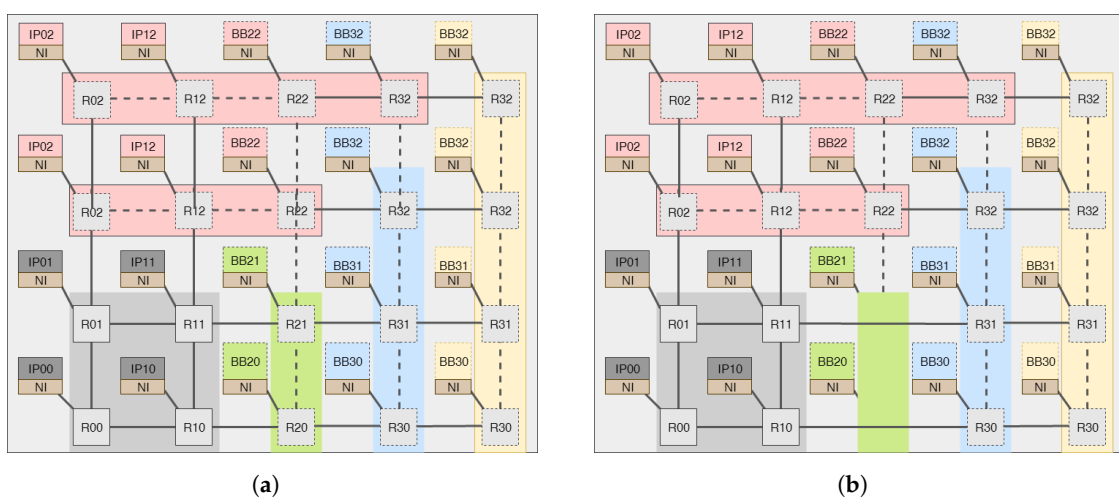 IP02 IP12 BB22 BB32 BB32
NI NI NI NI NI
R02 R12 R22 R32 R32
IP02 IP12 BB22 BB32 BB32
NI NI NI NI NI
R02 R12 R22 R32 R32
IP01 IP11 BB21 BB31 BB31
NI NI NI NI NI
R01 R11 R21 R31 R31
IP00 IP10 BB20 BB30 BB30
NI NI NI NI NI
R00 R10 R20 R30 R30
(a)
IP02 IP12 BB22 BB32 BB32
NI NI NI NI NI
R02 R12 R22 R32 R32
IP02 IP12 BB22 BB32 BB32
NI NI NI NI NI
R02 R12 R22 R32 R32
IP01 IP11 BB21 BB31 BB31
NI NI NI NI NI
R01 R11 R31 R31
IP00 IP10 BB20 BB30 BB30
NI NI NI NI NI
R00 R10 R30 R30
(b)